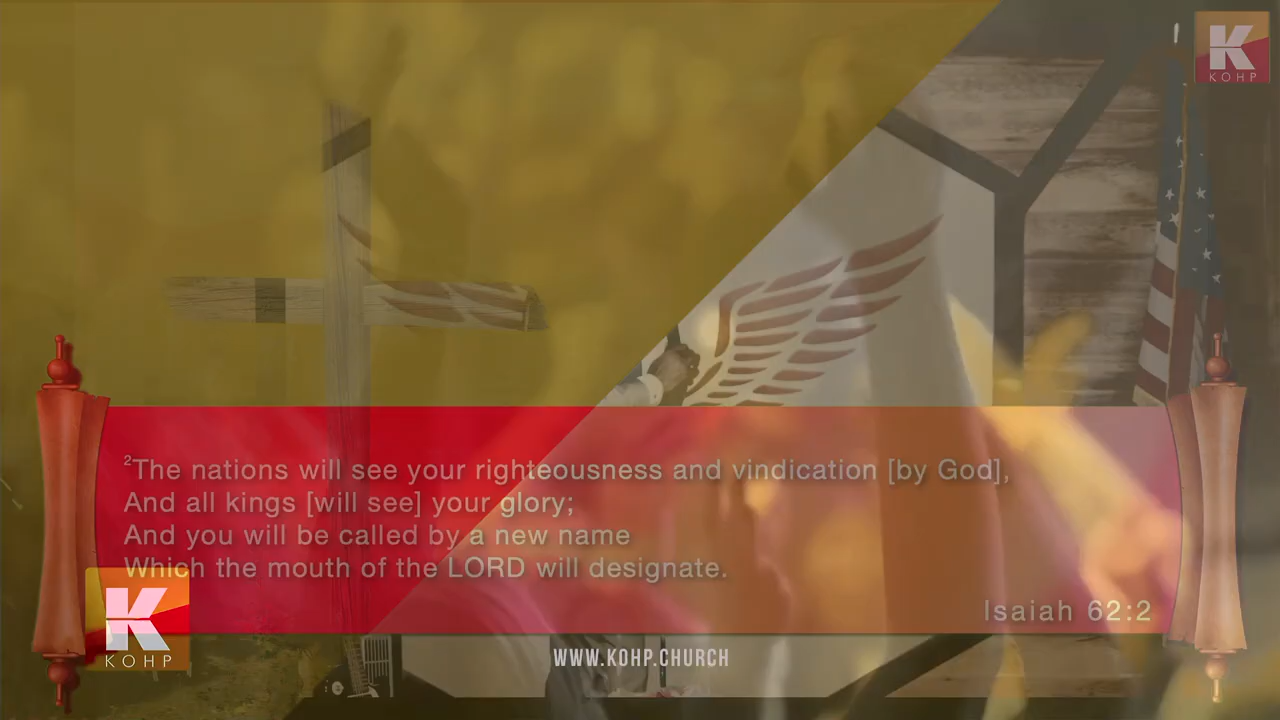 K
KOHP
²The nations will see your righteousness and vindication [by God],
And all kings [will see] your glory;
And you will be called by a new name
Which the mouth of the LORD will designate.
Isaiah 62:2
K
KOHP
WWW.KOHP.CHURCH